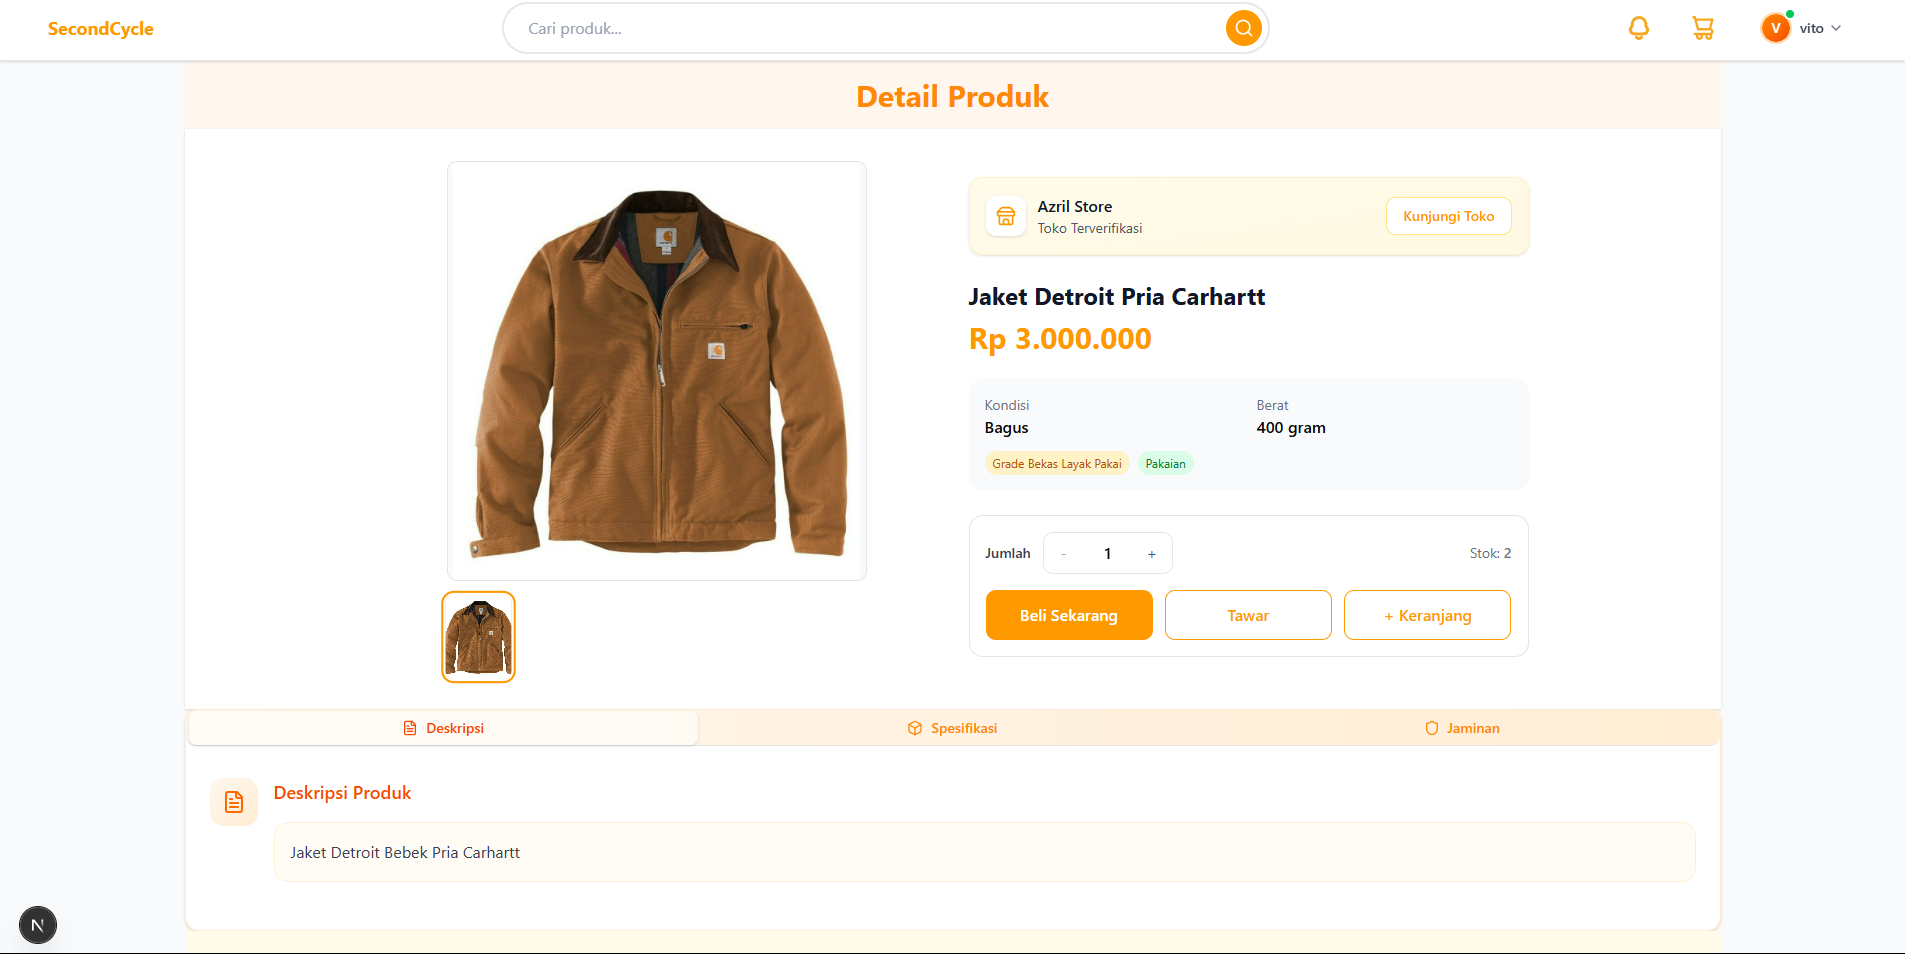 SecondCycle
Cari produk...
V
vito
Detail Produk
Azril Store
Toko Terverifikasi
Kunjungi Toko
Jaket Detroit Pria Carhartt
Rp 3.000.000
Kondisi
Berat
Bagus
400 gram
Grade Bekas Layak Pakai
Pakaian
Jumlah
-
1
+
Stok: 2
Beli Sekarang
Tawar
+ Keranjang
Deskripsi
Spesifikasi
Jaminan
Deskripsi Produk
Jaket Detroit Bebek Pria Carhartt
N